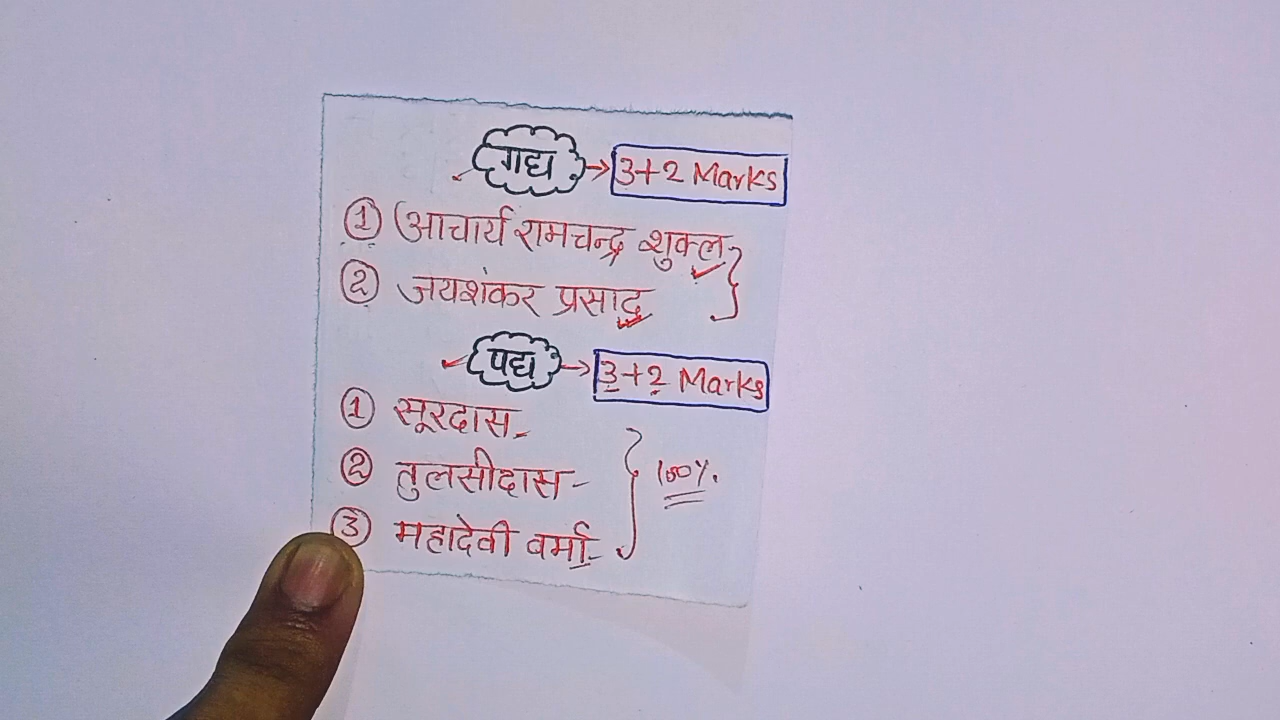 गद्य → 3+2 Marks
① आचार्य रामचन्द्र शुक्ल
② जयशंकर प्रसाद
पद्य → 3+2 Marks
① सूरदास
② तुलसीदास -
100%.
③ महादेवी वर्मा -